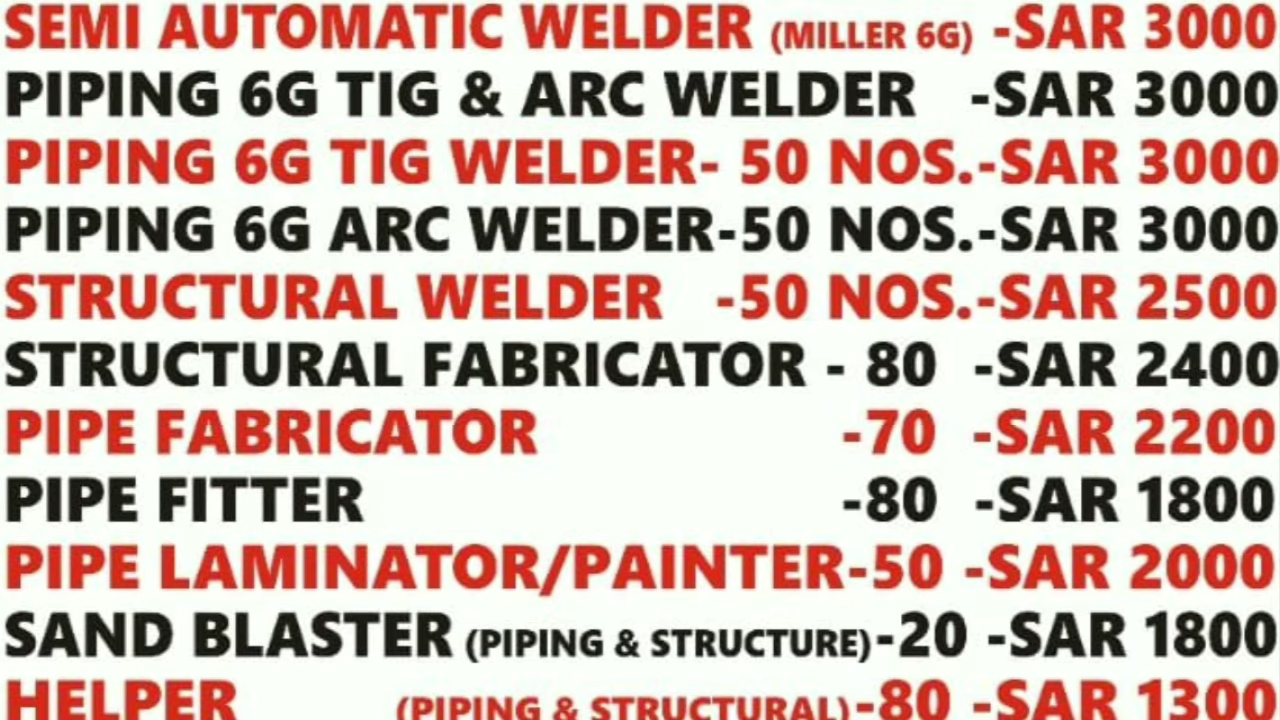 SEMI AUTOMATIC WELDER (MILLER 6G) -SAR 3000
PIPING 6G TIG & ARC WELDER -SAR 3000
PIPING 6G TIG WELDER- 50 NOS.-SAR 3000
PIPING 6G ARC WELDER-50 NOS.-SAR 3000
STRUCTURAL WELDER -50 NOS.-SAR 2500
STRUCTURAL FABRICATOR - 80 -SAR 2400
PIPE FABRICATOR -70 -SAR 2200
PIPE FITTER -80 -SAR 1800
PIPE LAMINATOR/PAINTER-50 -SAR 2000
SAND BLASTER (PIPING & STRUCTURE)-20 -SAR 1800
HELPER (PIPING & STRUCTURAL)-80 -SAR 1300